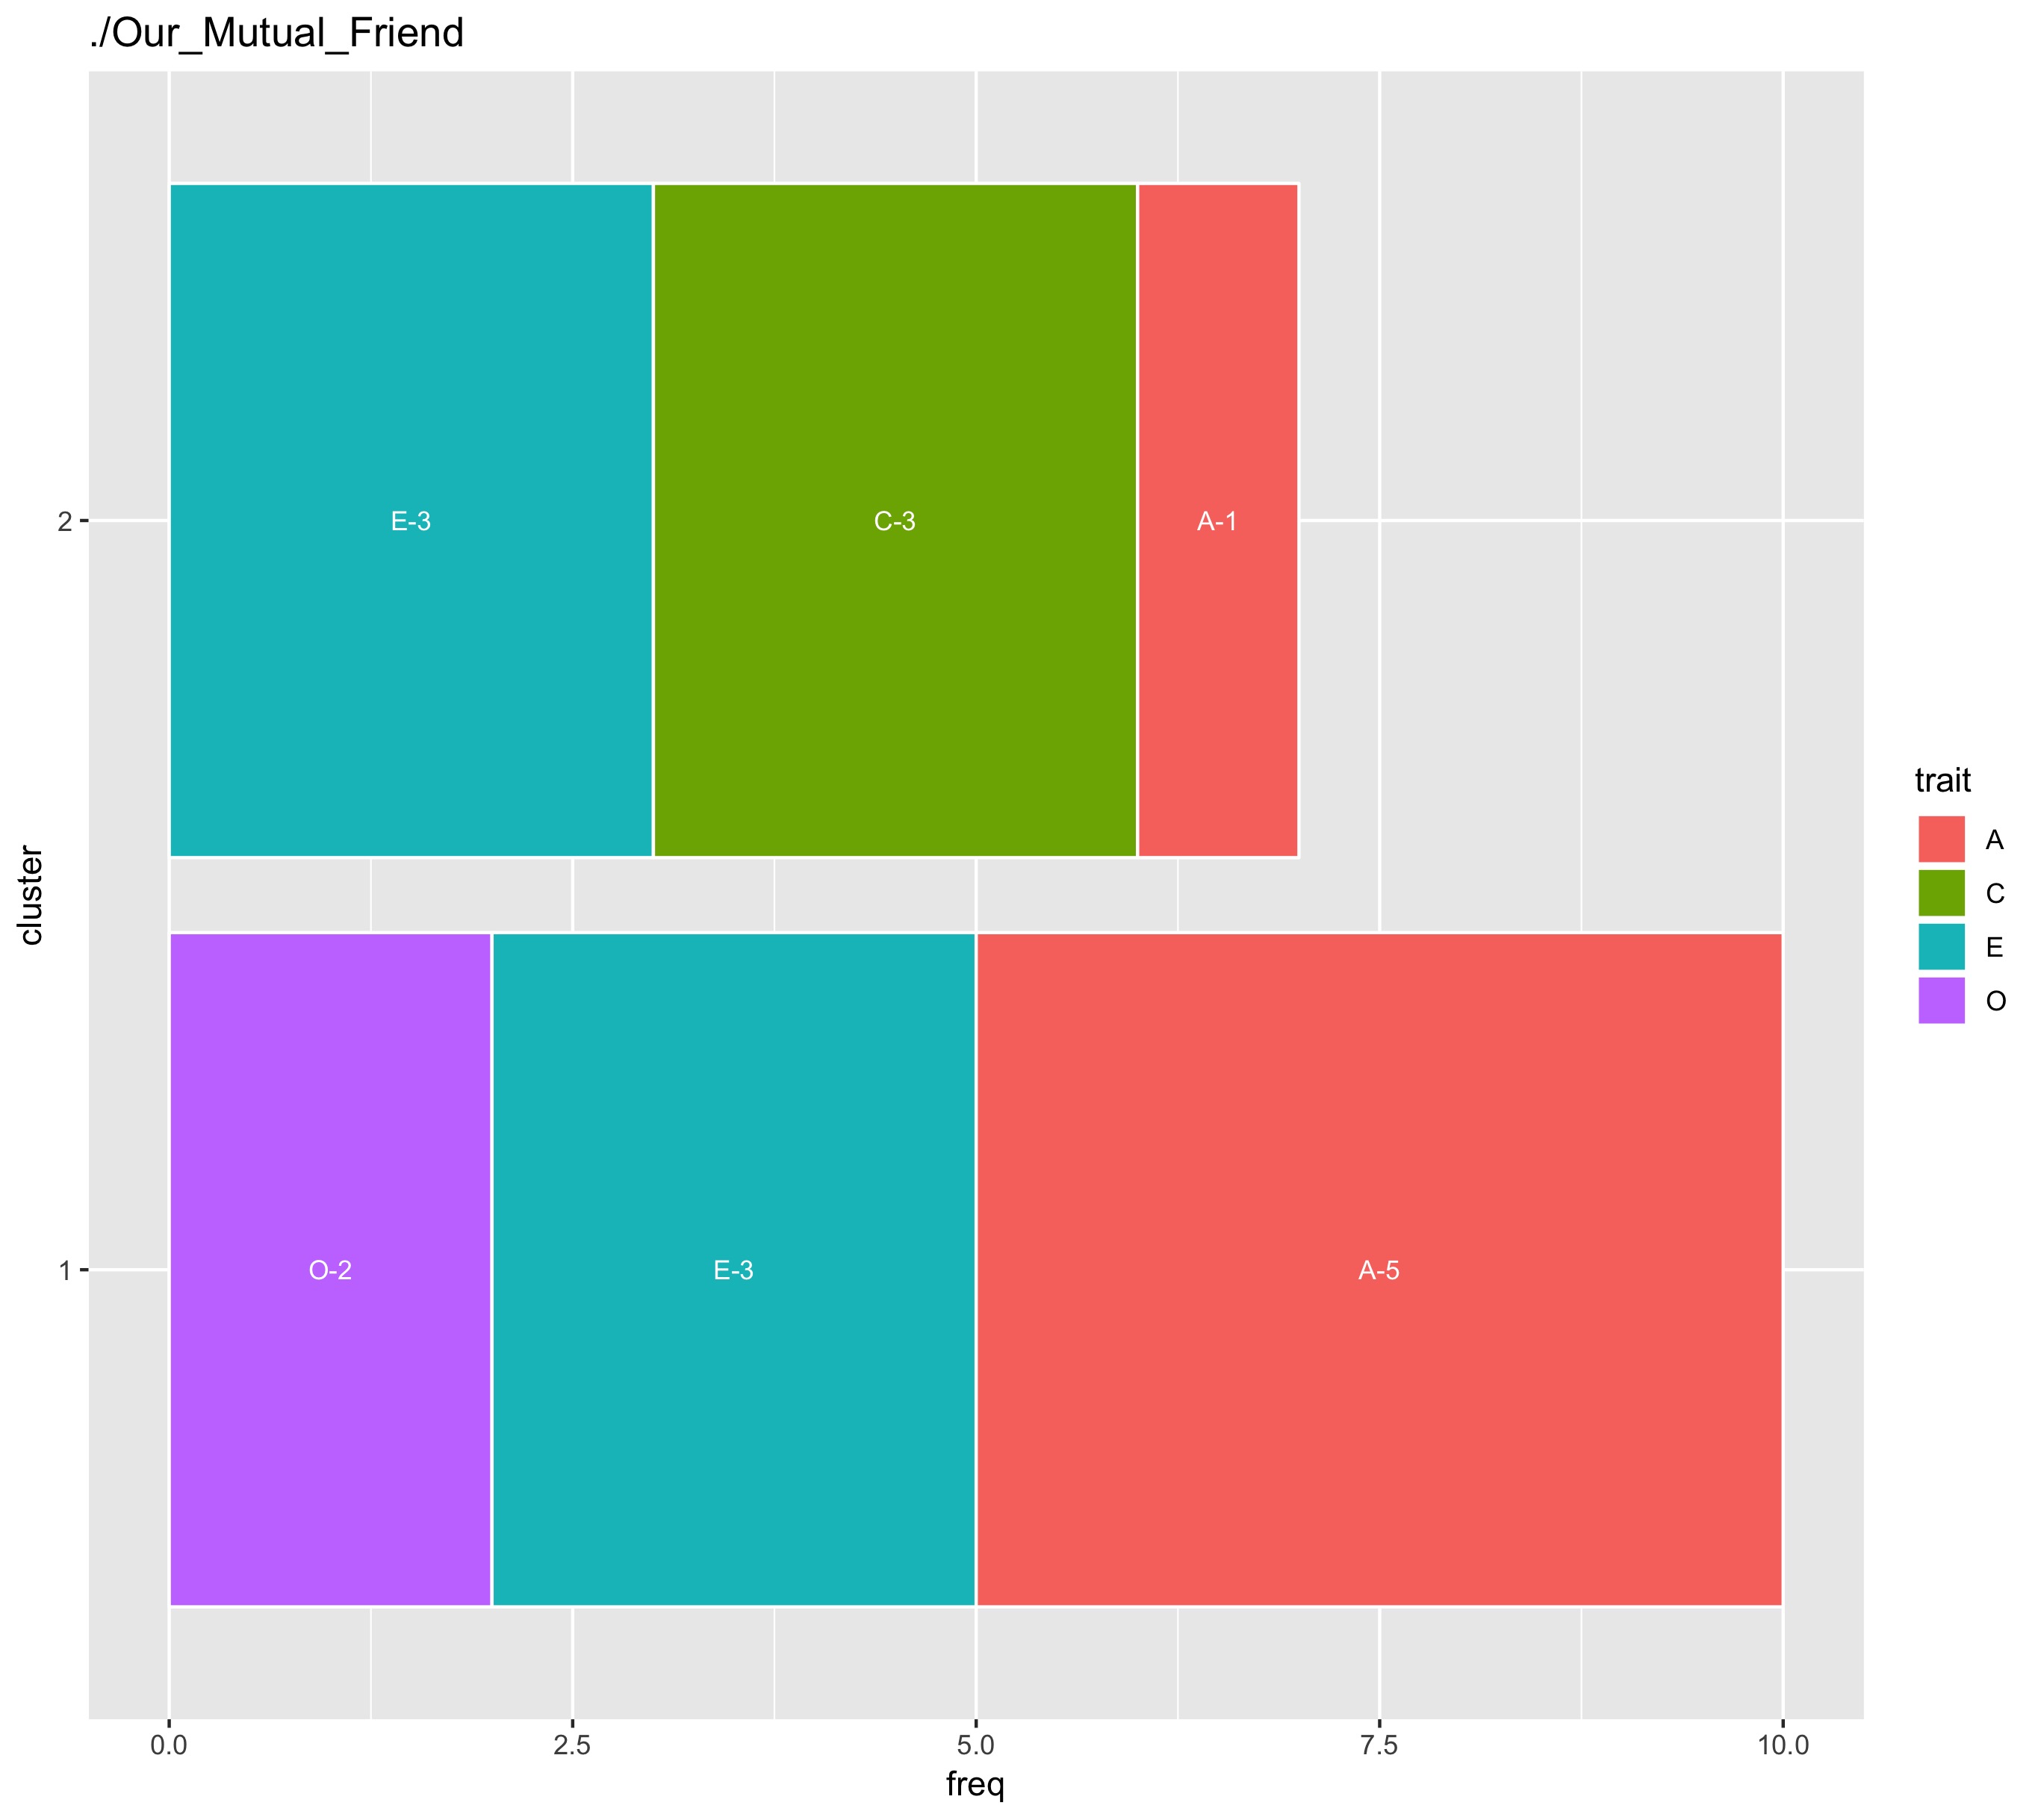 ./Our_Mutual_Friend
2
E-3 C-3 A-1
cluster
1
O-2 E-3 A-5
0.0 2.5 5.0 7.5 10.0
freq
trait
A
C
E
O